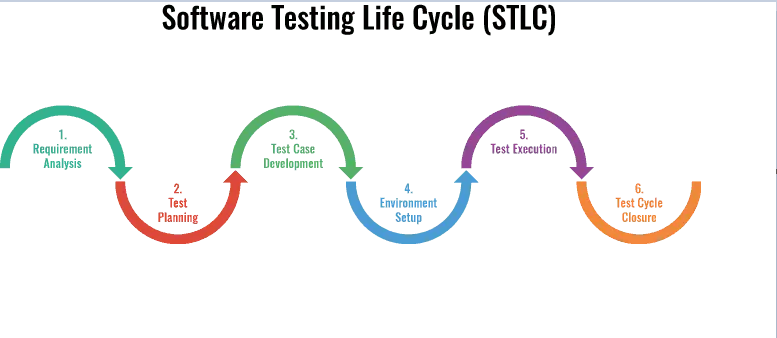 Software Testing Life Cycle (STLC)
1.
Requirement
Analysis
2.
Test
Planning
3.
Test Case
Development
4.
Environment
Setup
5.
Test Execution
6.
Test Cycle
Closure